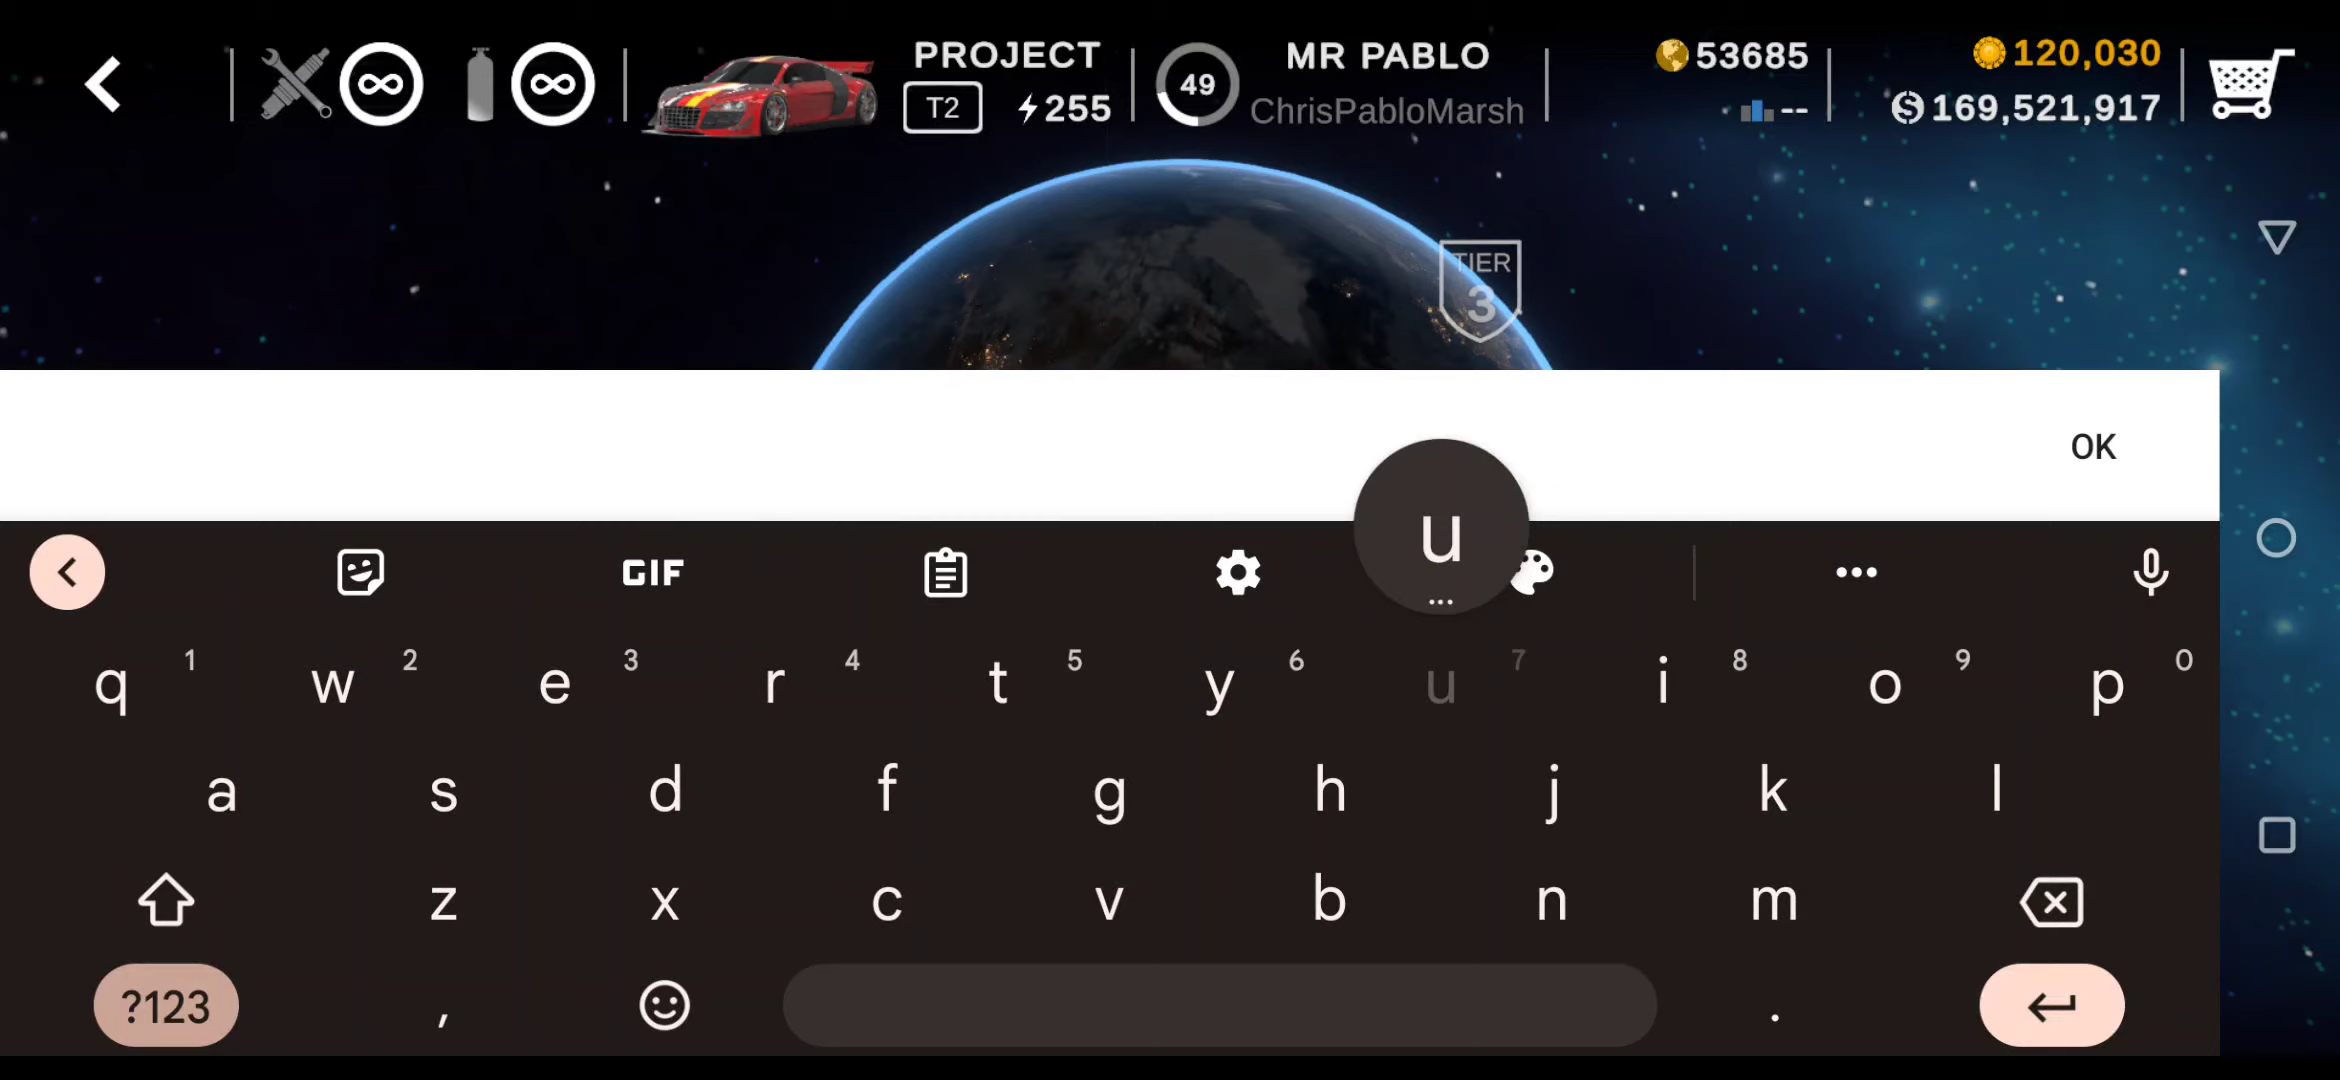 PROJECT
T2 255
49
MR PABLO
ChrisPabloMarsh
53685
--
120,030
169,521,917
TIER
3
OK
u
...
GIF
q 1 w 2 e 3 r 4 t 5 y 6 u 7 i 8 o 9 p 0
a s d f g h j k l
z x c v b n m
?123 , .